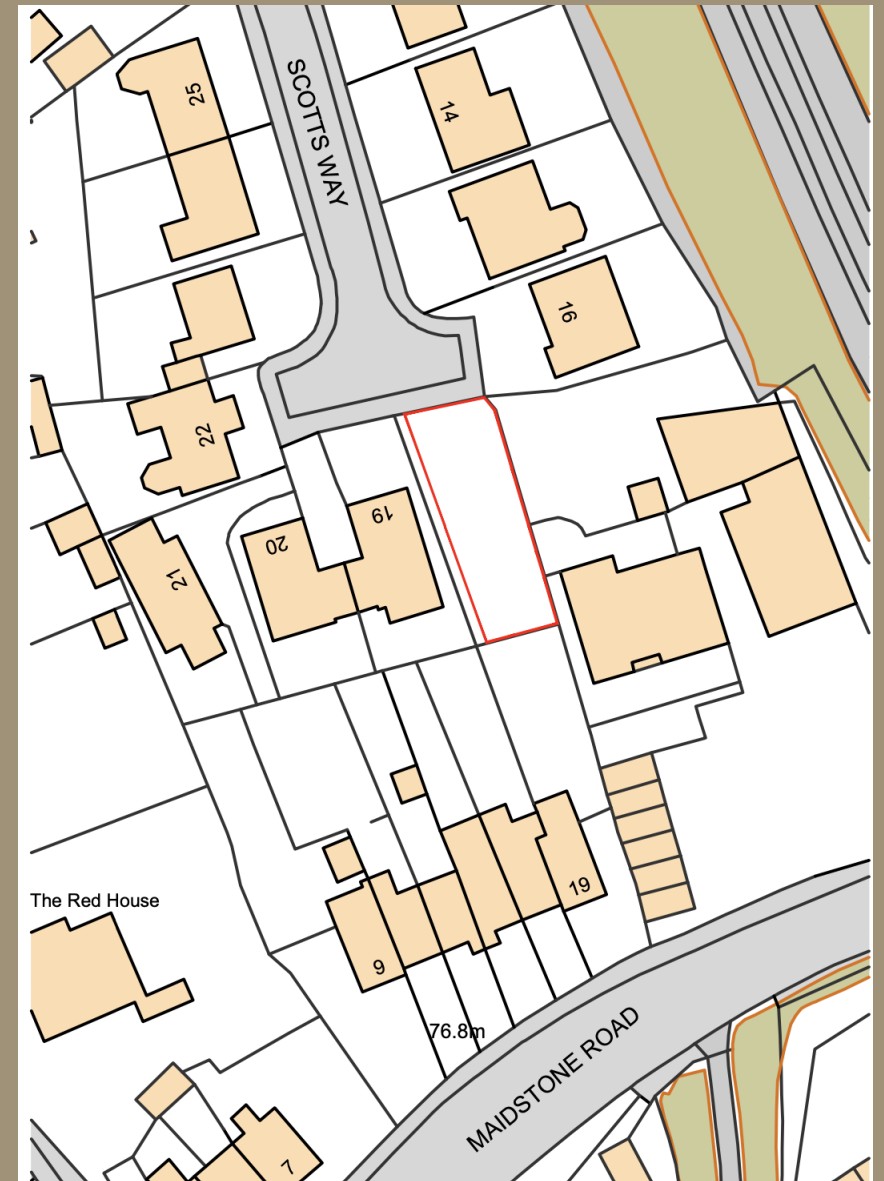 25
SCOTTS WAY
14
16
22
19
20
21
The Red House
19
9
76.8m
MAIDSTONE ROAD
7